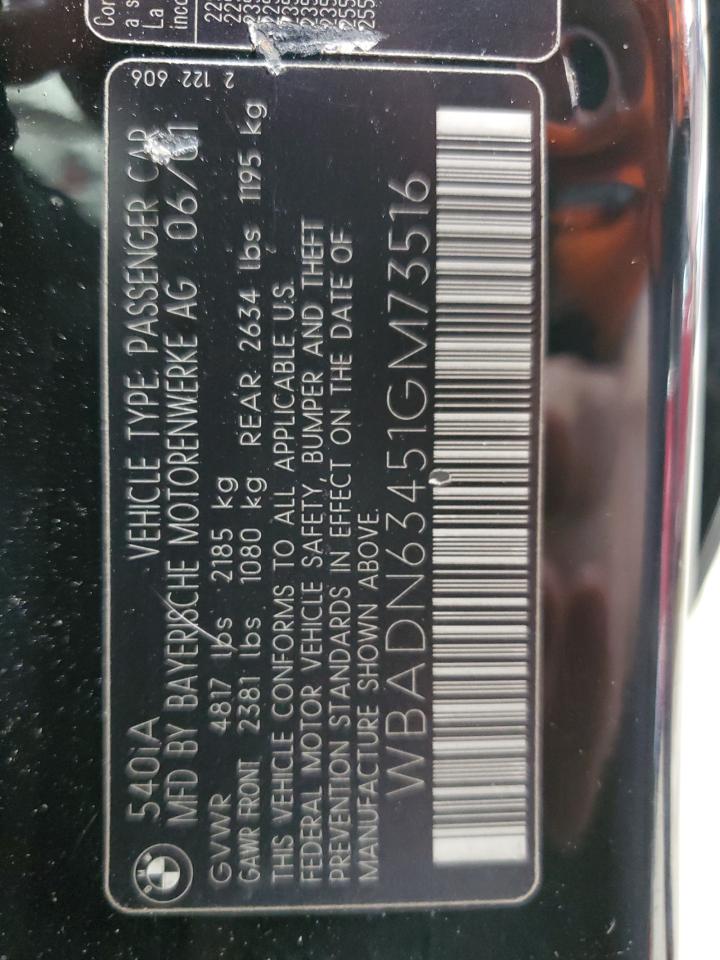 2 122 606
540iA VEHICLE TYPE: PASSENGER CAR
MFD BY BAYERISCHE MOTORENWERKE AG 06/01
GVWR 4817 lbs 2185 kg
GAWR FRONT 2381 lbs 1080 kg REAR 2634 lbs 1195 kg
THIS VEHICLE CONFORMS TO ALL APPLICABLE U.S.
FEDERAL MOTOR VEHICLE SAFETY, BUMPER AND THEFT
PREVENTION STANDARDS IN EFFECT ON THE DATE OF
MANUFACTURE SHOWN ABOVE.
WBADN63451GM73516